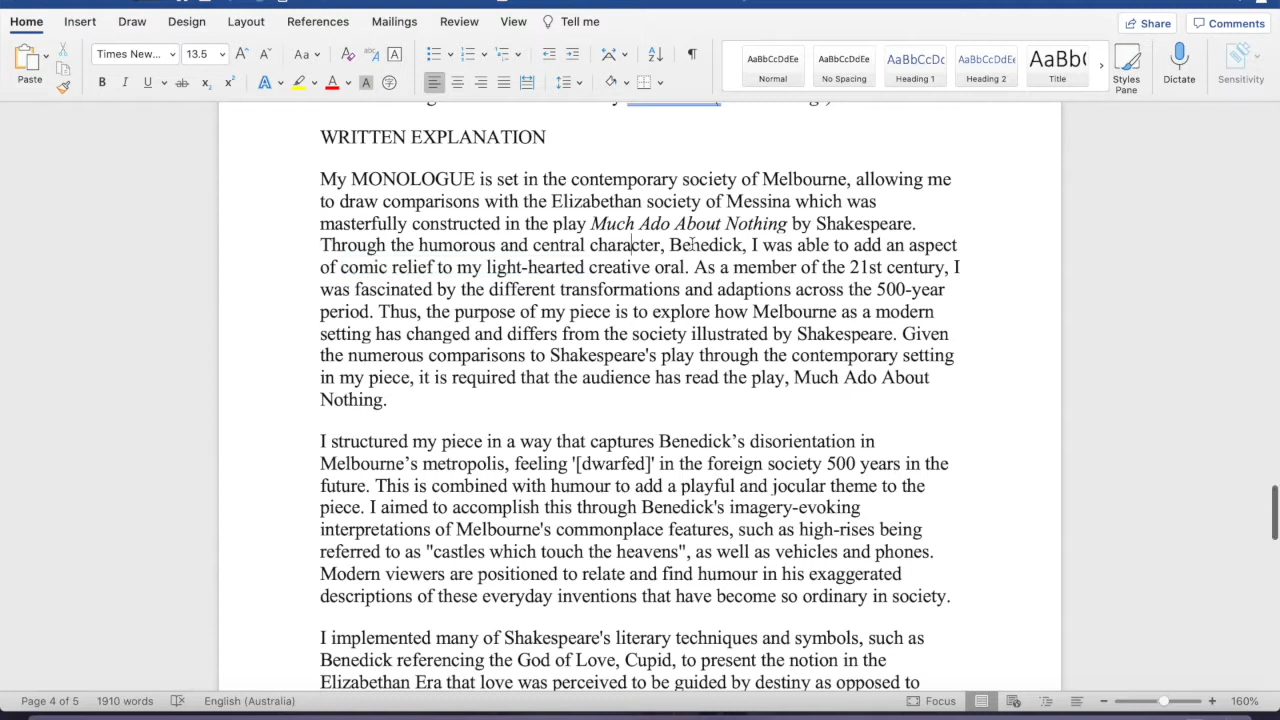 Home Insert Draw Design Layout References Mailings Review View Tell me Share Comments
Paste Times New... 13.5 Aa A AaBbCcDdEe AaBbCcDdEe AaBbCcDc AaBbCcDdEe AaBb( Styles Pane Dictate Sensitivity
B I U ab x₂ x² A A A Normal No Spacing Heading 1 Heading 2 Title
WRITTEN EXPLANATION
My MONOLOGUE is set in the contemporary society of Melbourne, allowing me
to draw comparisons with the Elizabethan society of Messina which was
masterfully constructed in the play Much Ado About Nothing by Shakespeare.
Through the humorous and central character, Benedick, I was able to add an aspect
of comic relief to my light-hearted creative oral. As a member of the 21st century, I
was fascinated by the different transformations and adaptions across the 500-year
period. Thus, the purpose of my piece is to explore how Melbourne as a modern
setting has changed and differs from the society illustrated by Shakespeare. Given
the numerous comparisons to Shakespeare's play through the contemporary setting
in my piece, it is required that the audience has read the play, Much Ado About
Nothing.
I structured my piece in a way that captures Benedick’s disorientation in
Melbourne’s metropolis, feeling '[dwarfed]' in the foreign society 500 years in the
future. This is combined with humour to add a playful and jocular theme to the
piece. I aimed to accomplish this through Benedick's imagery-evoking
interpretations of Melbourne's commonplace features, such as high-rises being
referred to as "castles which touch the heavens", as well as vehicles and phones.
Modern viewers are positioned to relate and find humour in his exaggerated
descriptions of these everyday inventions that have become so ordinary in society.
I implemented many of Shakespeare's literary techniques and symbols, such as
Benedick referencing the God of Love, Cupid, to present the notion in the
Elizabethan Era that love was perceived to be guided by destiny as opposed to
Page 4 of 5 1910 words English (Australia) Focus 160%